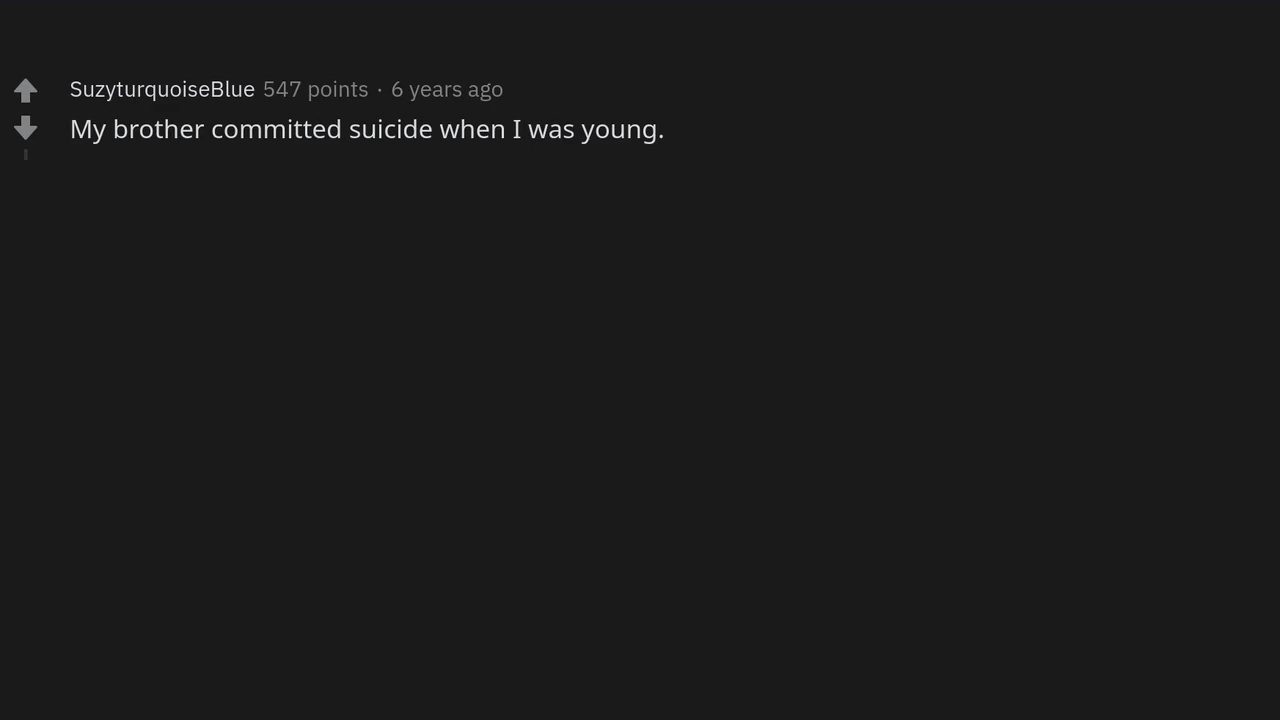 SuzyturquoiseBlue 547 points · 6 years ago
My brother committed suicide when I was young.